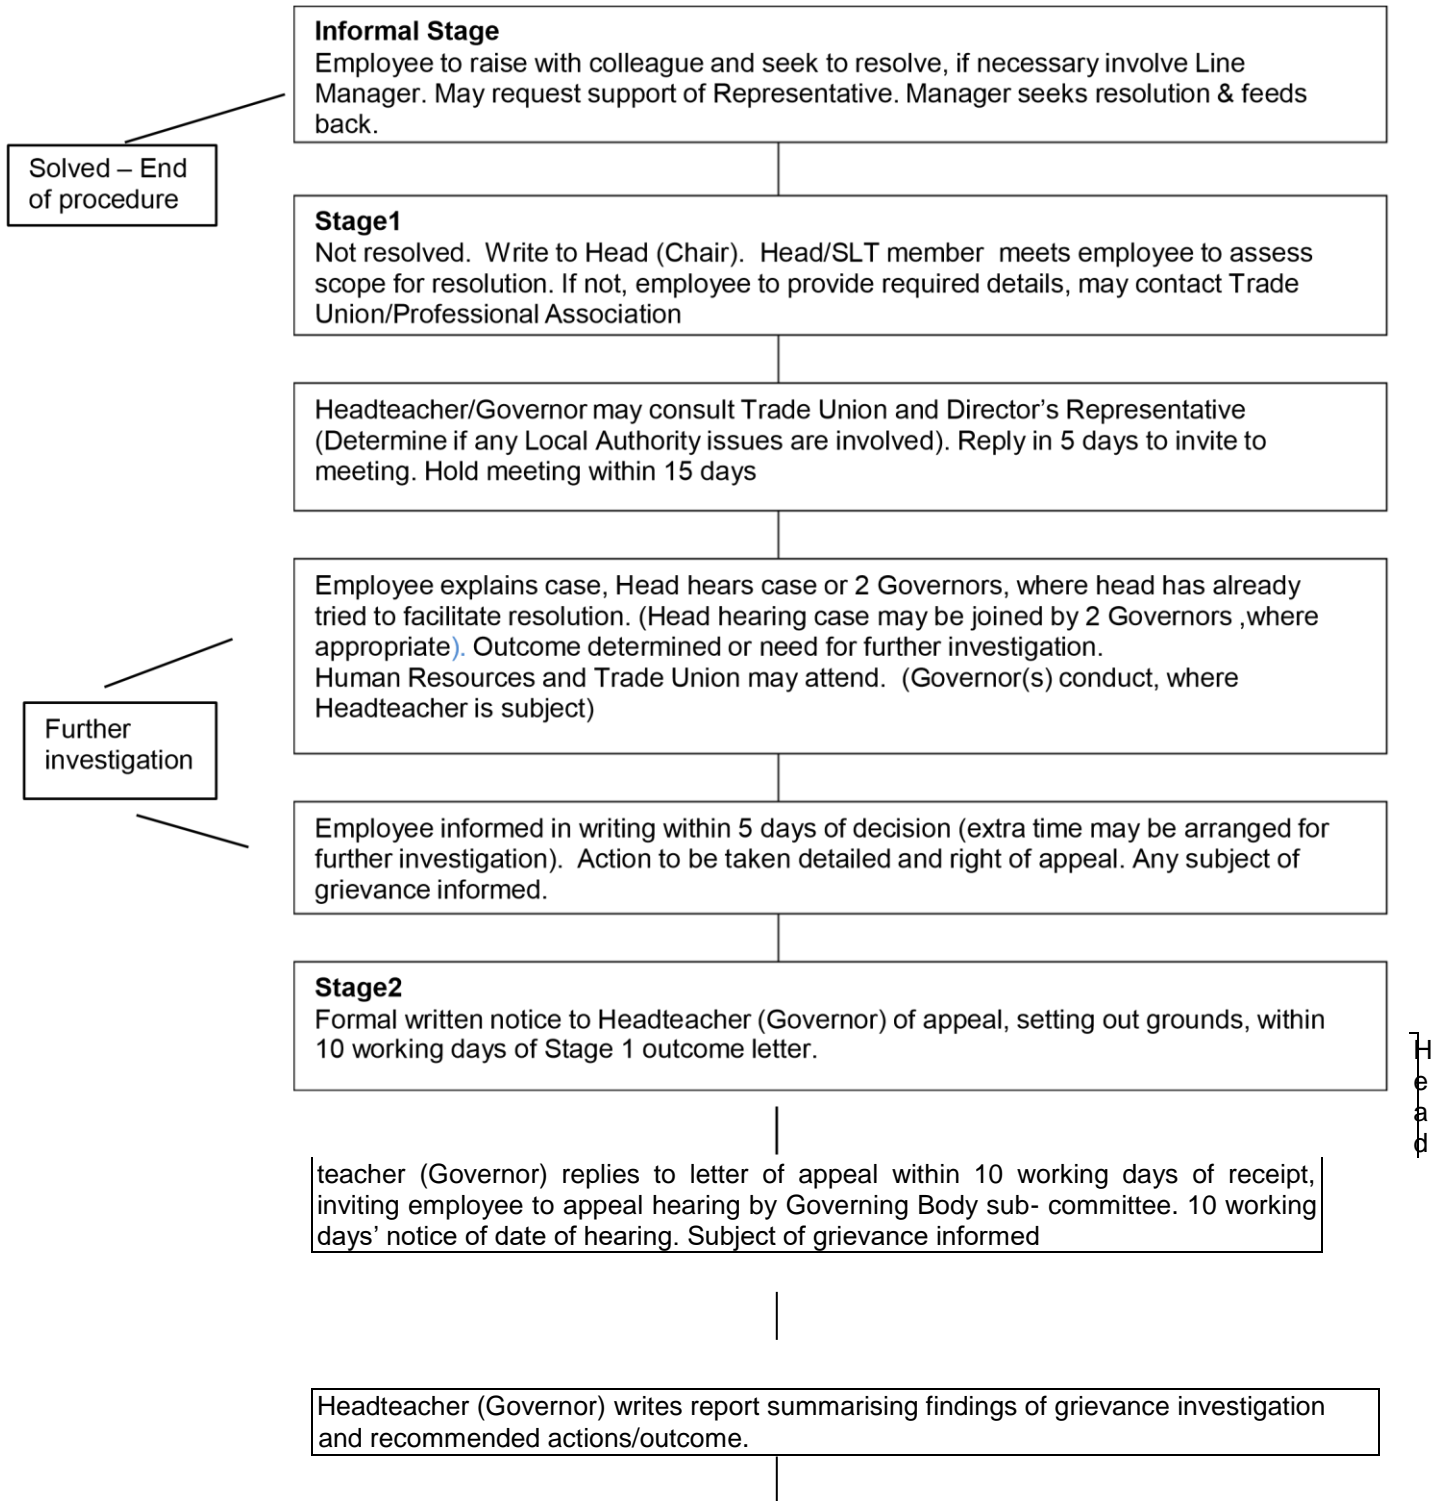 Informal Stage
Employee to raise with colleague and seek to resolve, if necessary involve Line
Manager. May request support of Representative. Manager seeks resolution & feeds
back.
Solved – End
of procedure
Stage1
Not resolved.  Write to Head (Chair).  Head/SLT member  meets employee to assess
scope for resolution. If not, employee to provide required details, may contact Trade
Union/Professional Association
Headteacher/Governor may consult Trade Union and Director's Representative
(Determine if any Local Authority issues are involved). Reply in 5 days to invite to
meeting. Hold meeting within 15 days
Employee explains case, Head hears case or 2 Governors, where head has already
tried to facilitate resolution. (Head hearing case may be joined by 2 Governors ,where
appropriate). Outcome determined or need for further investigation.
Human Resources and Trade Union may attend.  (Governor(s) conduct, where
Headteacher is subject)
Further
investigation
Employee informed in writing within 5 days of decision (extra time may be arranged for
further investigation).  Action to be taken detailed and right of appeal. Any subject of
grievance informed.
Stage2
Formal written notice to Headteacher (Governor) of appeal, setting out grounds, within
10 working days of Stage 1 outcome letter.
H
e
a
d
teacher (Governor) replies to letter of appeal within 10 working days of receipt,
inviting employee to appeal hearing by Governing Body sub- committee. 10 working
days' notice of date of hearing. Subject of grievance informed
Headteacher (Governor) writes report summarising findings of grievance investigation
and recommended actions/outcome.